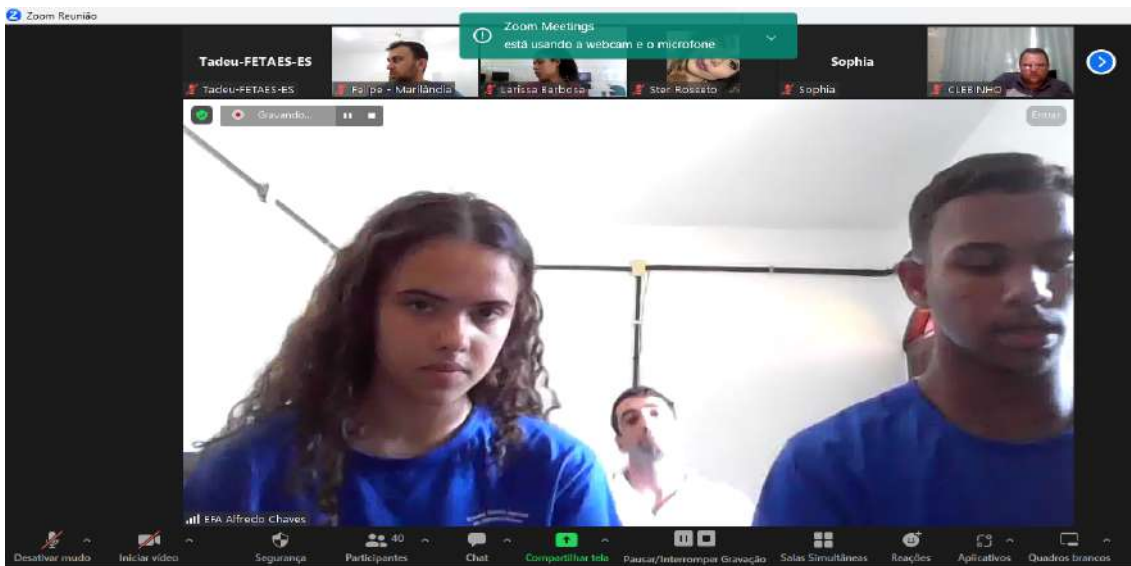 Zoom Reunião
Zoom Meetings
está usando a webcam e o microfone
Tadeu-FETAES-ES
Sophia
Tadeu-FETAES-ES
Felipe - Marilândia
Larissa Barbosa
Ster Rosseto
Sophia
CLEBINHO
Gravando...
Entrar
EFA Alfredo Chaves
40
Desativar mudo
Iniciar vídeo
Segurança
Participantes
Chat
Compartilhar tela
Pausar/Interromper Gravação
Salas Simultâneas
Reações
Aplicativos
Quadros brancos